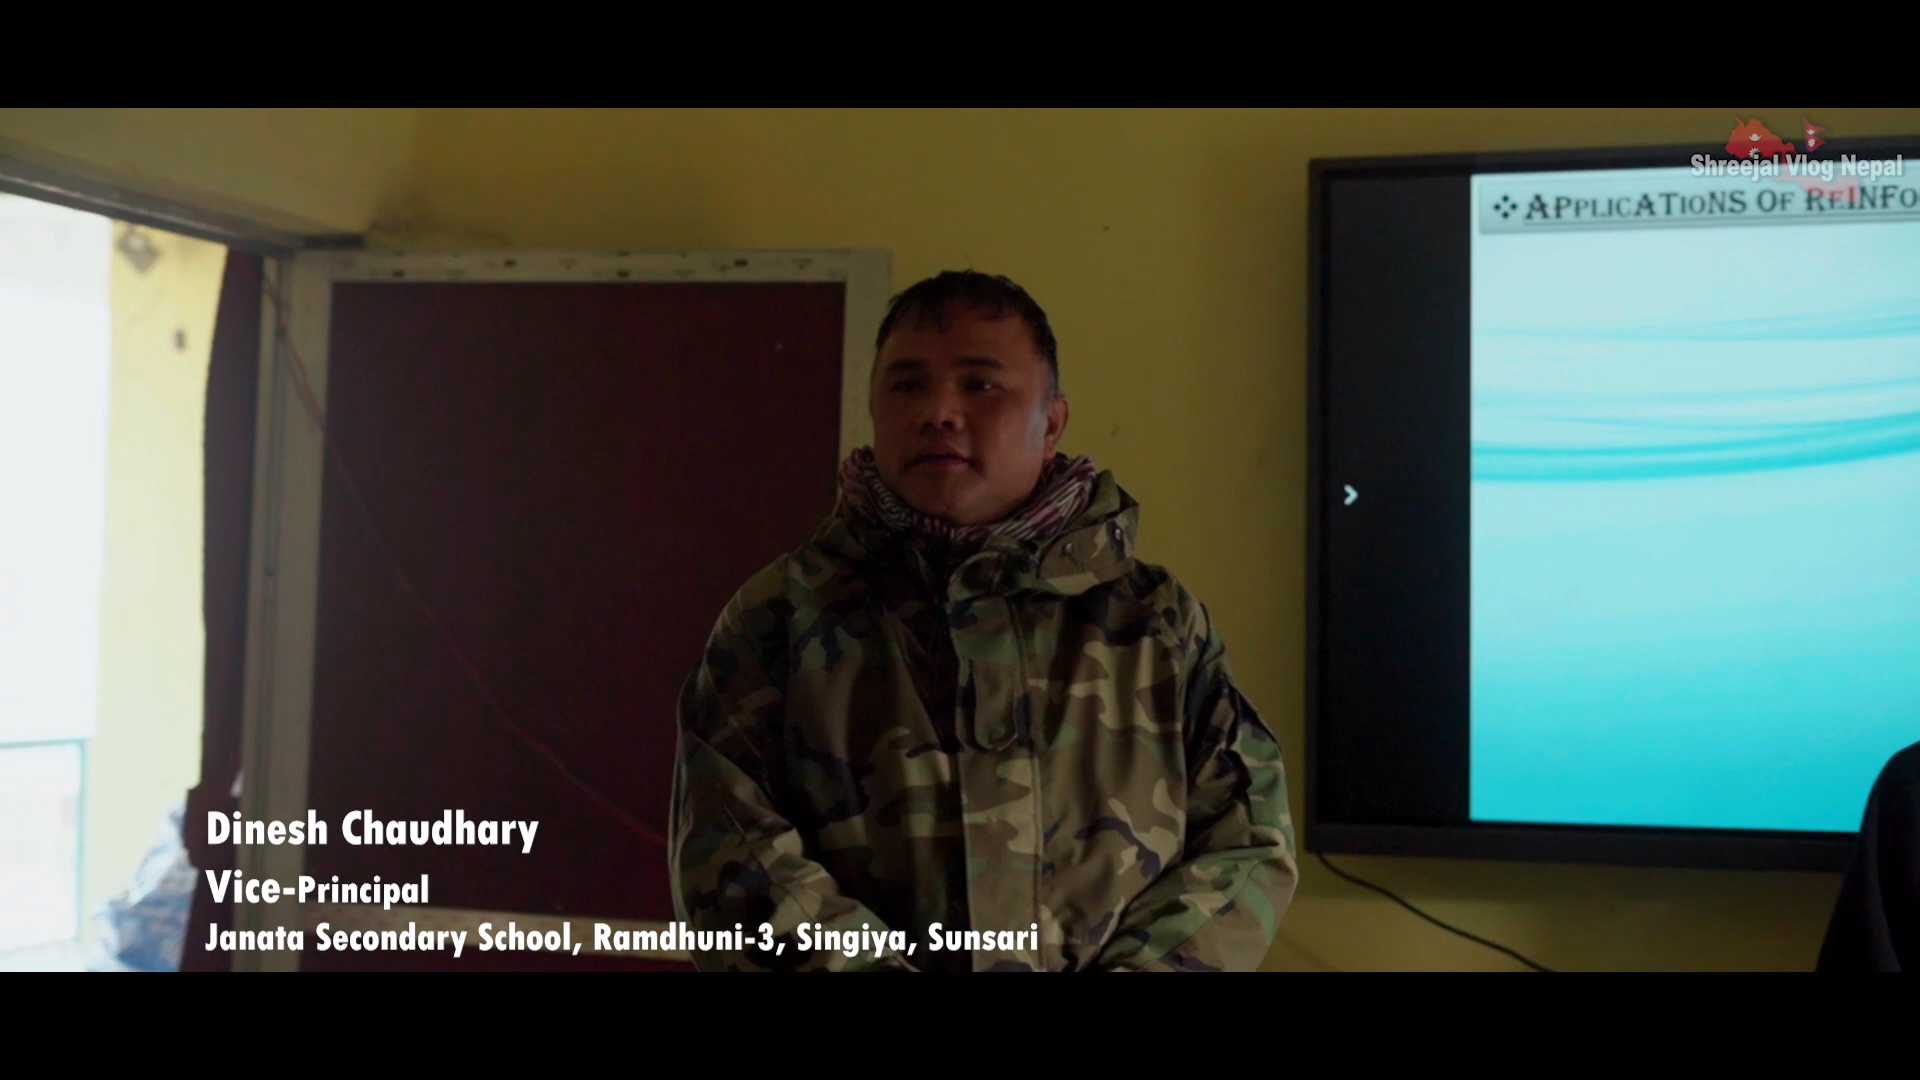 Shreejal Vlog Nepal
❖ APPLICATIONS OF REINFO
Dinesh Chaudhary
Vice-Principal
Janata Secondary School, Ramdhuni-3, Singiya, Sunsari